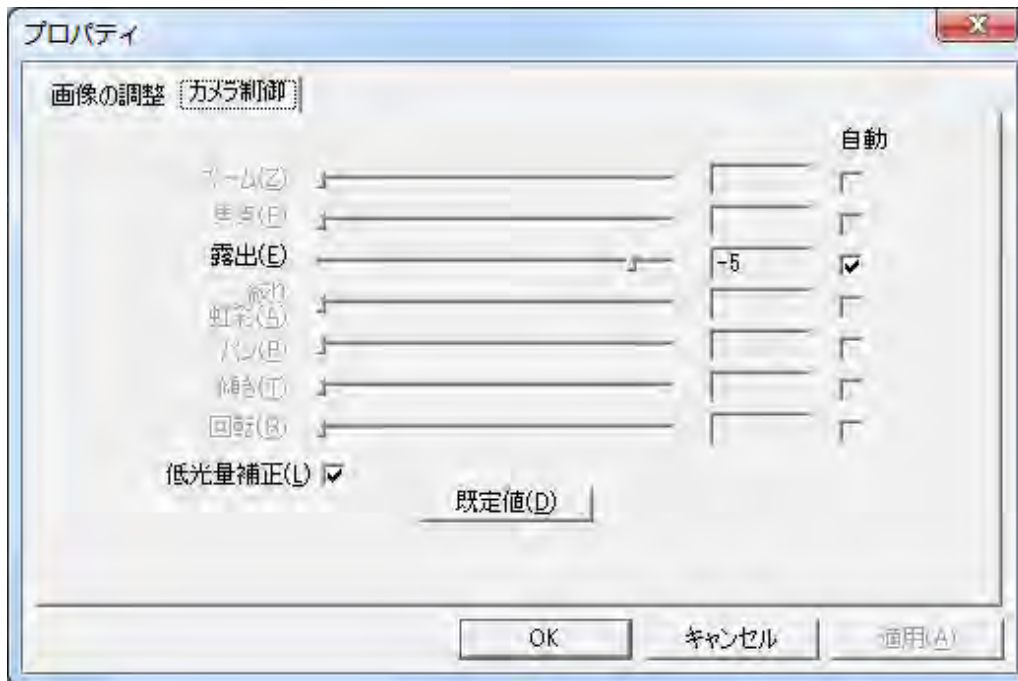 プロパティ
画像の調整 カメラ制御
自動
ズーム(Z)
焦点(F)
露出(E) -5
絞り
虹彩(A)
パン(P)
傾き(T)
回転(R)
低光量補正(L)
既定値(D)
OK キャンセル 適用(A)